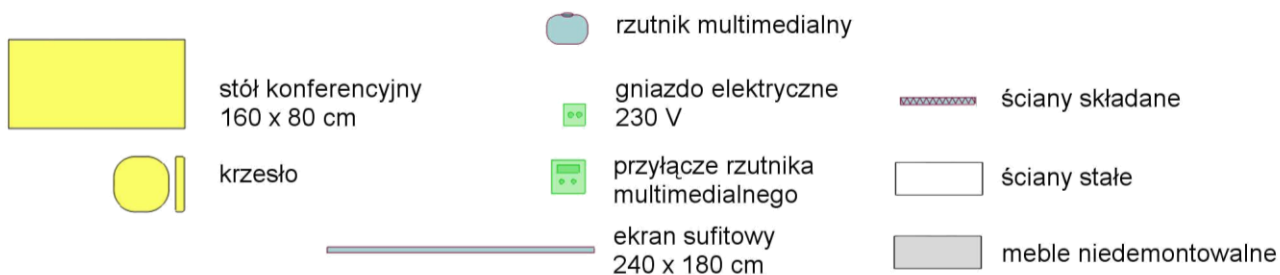 stół konferencyjny
160 x 80 cm
krzesło
rzutnik multimedialny
gniazdo elektryczne
230 V
przyłącze rzutnika
multimedialnego
ekran sufitowy
240 x 180 cm
ściany składane
ściany stałe
meble niedemontowalne